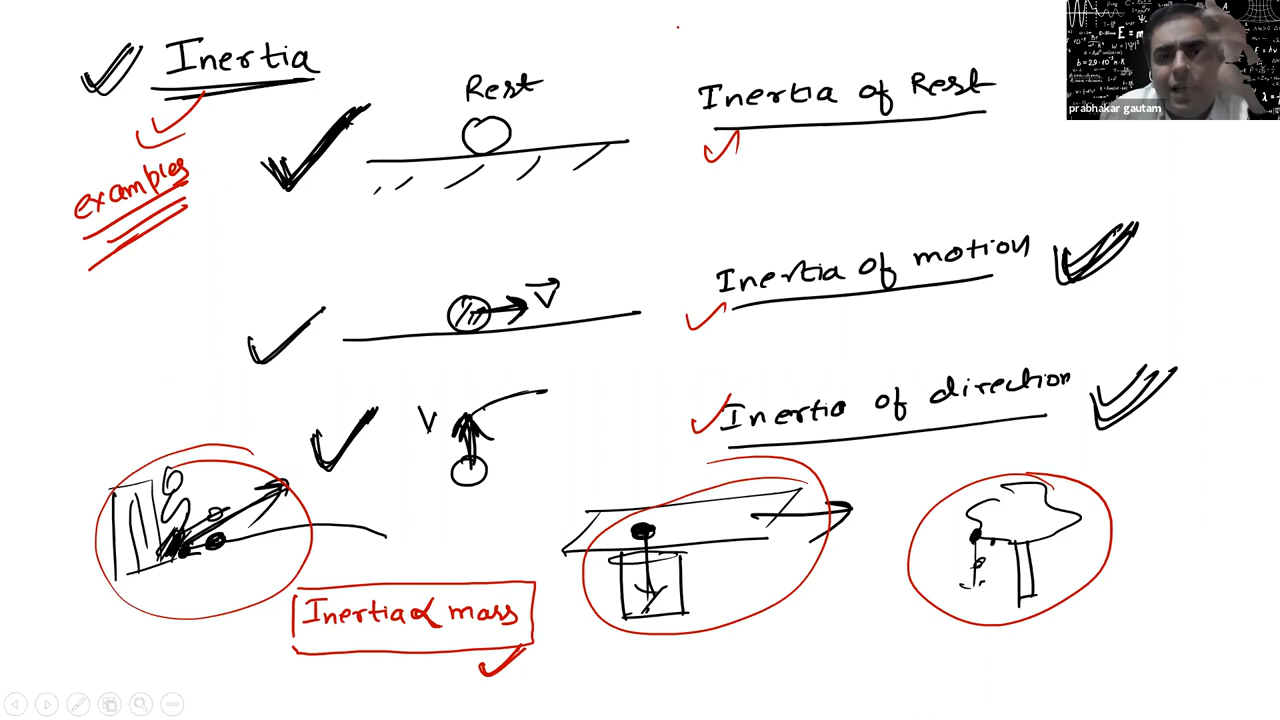 Inertia
Rest
Inertia of Rest
examples
V
Inertia of motion
V
Inertia of direction
Inertia α mass
prabhakar gautam